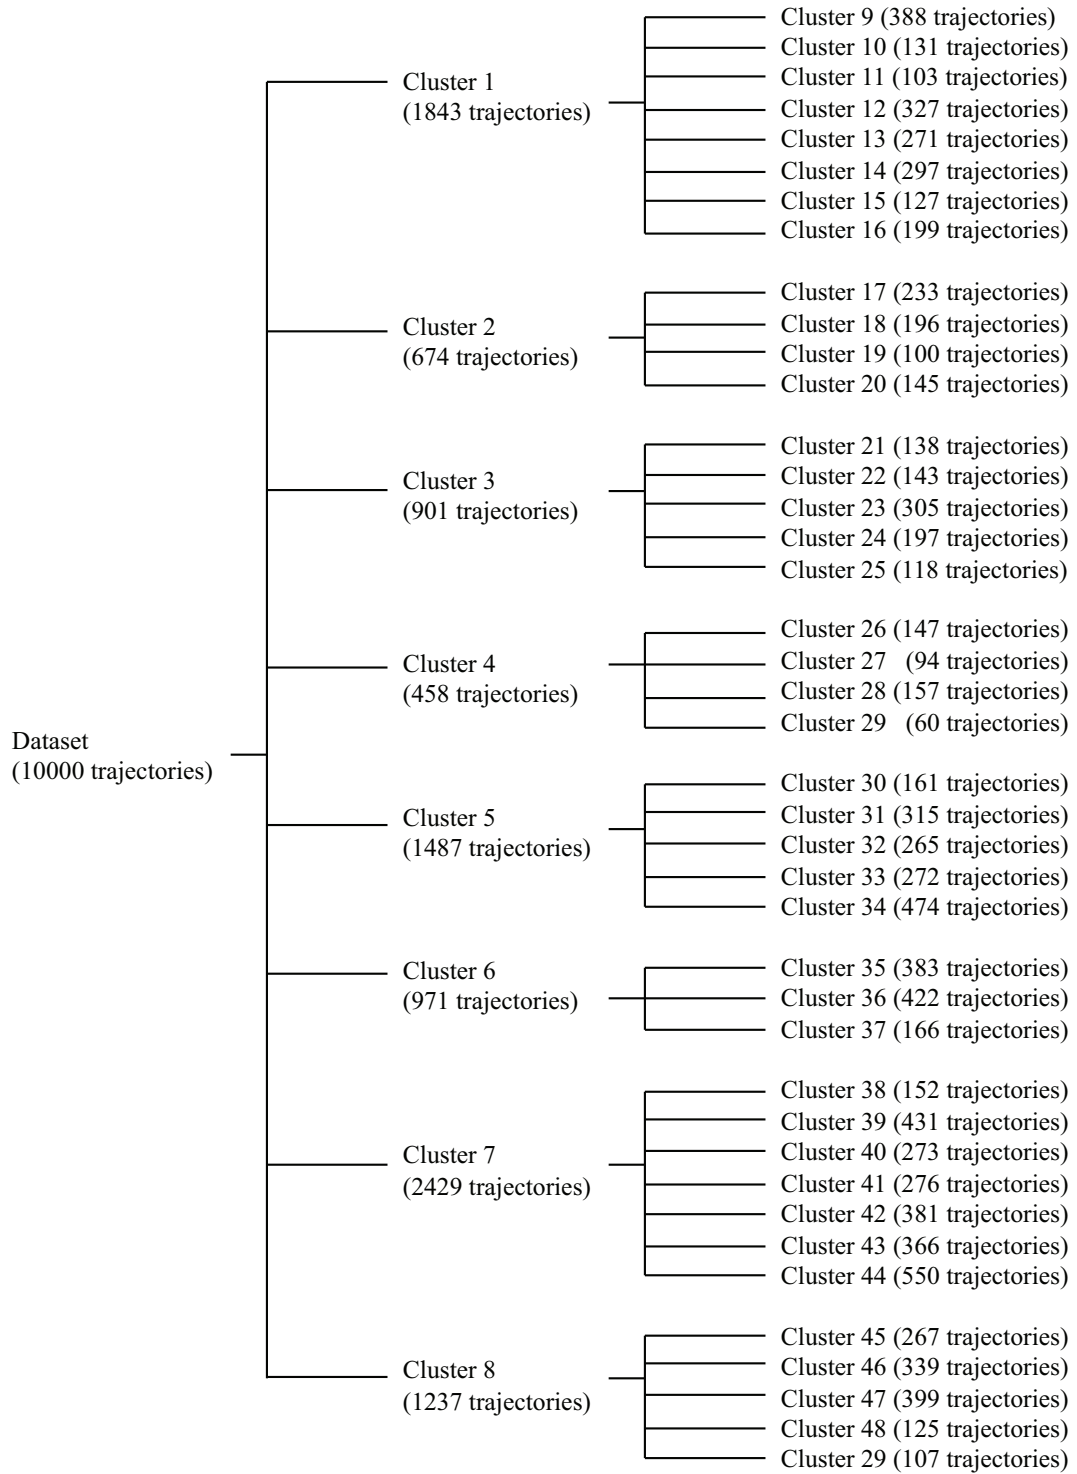 Dataset
(10000 trajectories)
Cluster 1
(1843 trajectories)
Cluster 9 (388 trajectories)
Cluster 10 (131 trajectories)
Cluster 11 (103 trajectories)
Cluster 12 (327 trajectories)
Cluster 13 (271 trajectories)
Cluster 14 (297 trajectories)
Cluster 15 (127 trajectories)
Cluster 16 (199 trajectories)
Cluster 2
(674 trajectories)
Cluster 17 (233 trajectories)
Cluster 18 (196 trajectories)
Cluster 19 (100 trajectories)
Cluster 20 (145 trajectories)
Cluster 3
(901 trajectories)
Cluster 21 (138 trajectories)
Cluster 22 (143 trajectories)
Cluster 23 (305 trajectories)
Cluster 24 (197 trajectories)
Cluster 25 (118 trajectories)
Cluster 4
(458 trajectories)
Cluster 26 (147 trajectories)
Cluster 27 (94 trajectories)
Cluster 28 (157 trajectories)
Cluster 29 (60 trajectories)
Cluster 5
(1487 trajectories)
Cluster 30 (161 trajectories)
Cluster 31 (315 trajectories)
Cluster 32 (265 trajectories)
Cluster 33 (272 trajectories)
Cluster 34 (474 trajectories)
Cluster 6
(971 trajectories)
Cluster 35 (383 trajectories)
Cluster 36 (422 trajectories)
Cluster 37 (166 trajectories)
Cluster 7
(2429 trajectories)
Cluster 38 (152 trajectories)
Cluster 39 (431 trajectories)
Cluster 40 (273 trajectories)
Cluster 41 (276 trajectories)
Cluster 42 (381 trajectories)
Cluster 43 (366 trajectories)
Cluster 44 (550 trajectories)
Cluster 8
(1237 trajectories)
Cluster 45 (267 trajectories)
Cluster 46 (339 trajectories)
Cluster 47 (399 trajectories)
Cluster 48 (125 trajectories)
Cluster 29 (107 trajectories)